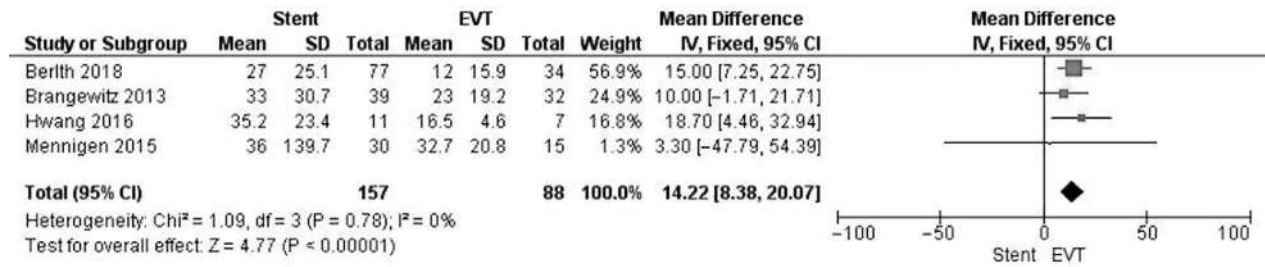 Stent EVT Mean Difference Mean Difference
Study or Subgroup Mean SD Total Mean SD Total Weight IV, Fixed, 95% CI IV, Fixed, 95% CI
Berlth 2018 27 25.1 77 12 15.9 34 56.9% 15.00 [7.25, 22.75]
Brangewitz 2013 33 30.7 39 23 19.2 32 24.9% 10.00 [−1.71, 21.71]
Hwang 2016 35.2 23.4 11 16.5 4.6 7 16.8% 18.70 [4.46, 32.94]
Mennigen 2015 36 139.7 30 32.7 20.8 15 1.3% 3.30 [−47.79, 54.39]
Total (95% CI) 157 88 100.0% 14.22 [8.38, 20.07]
Heterogeneity: Chi² = 1.09, df = 3 (P = 0.78); I² = 0%
Test for overall effect: Z = 4.77 (P < 0.00001)
−100 −50 0 50 100
Stent EVT